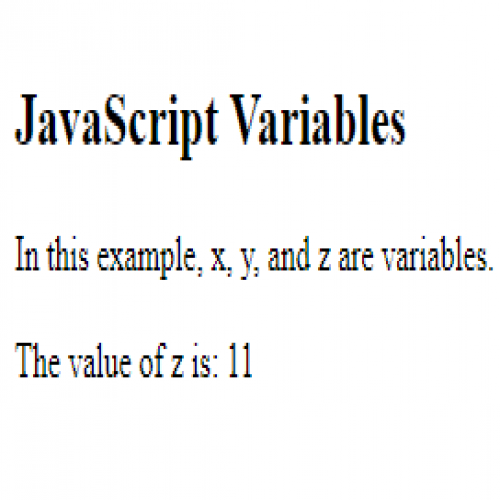 JavaScript Variables
In this example, x, y, and z are variables.
The value of z is: 11